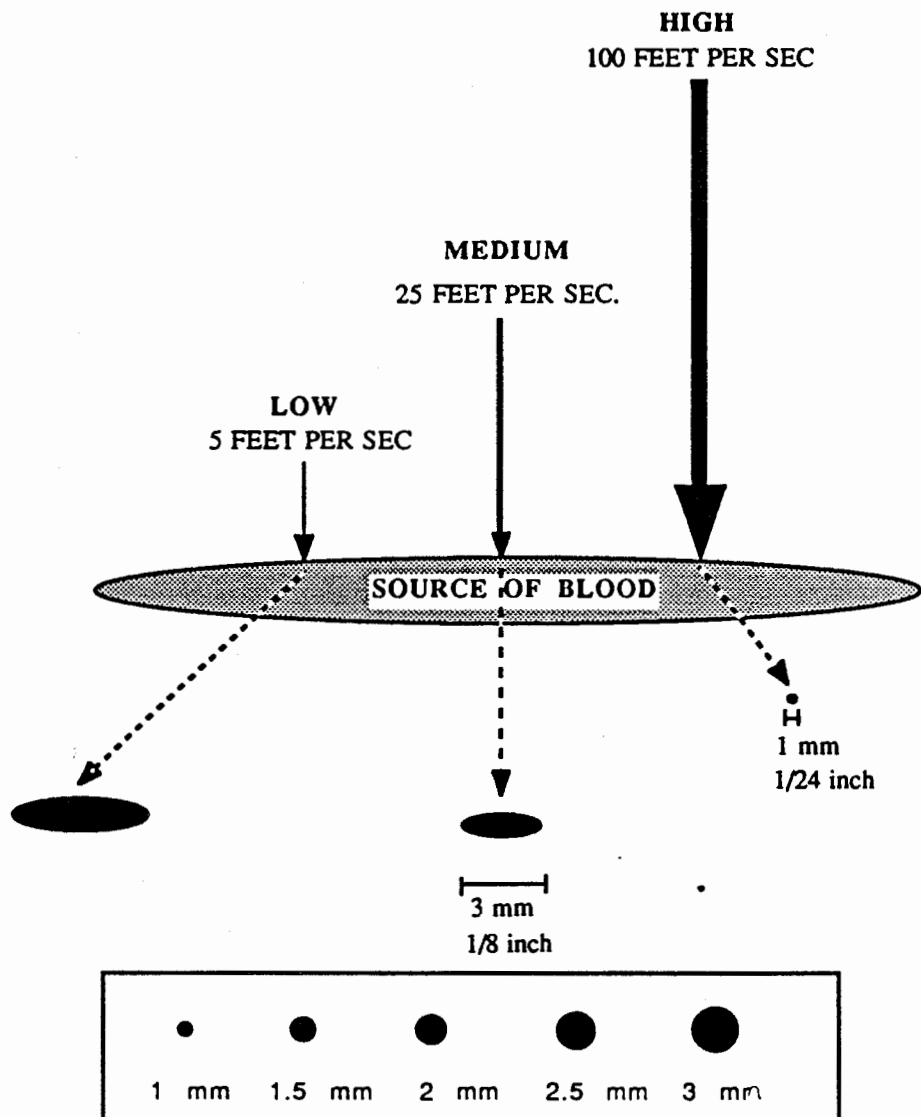 HIGH
100 FEET PER SEC
MEDIUM
25 FEET PER SEC.
LOW
5 FEET PER SEC
SOURCE OF BLOOD
1 mm
1/24 inch
3 mm
1/8 inch
1 mm 1.5 mm 2 mm 2.5 mm 3 mm